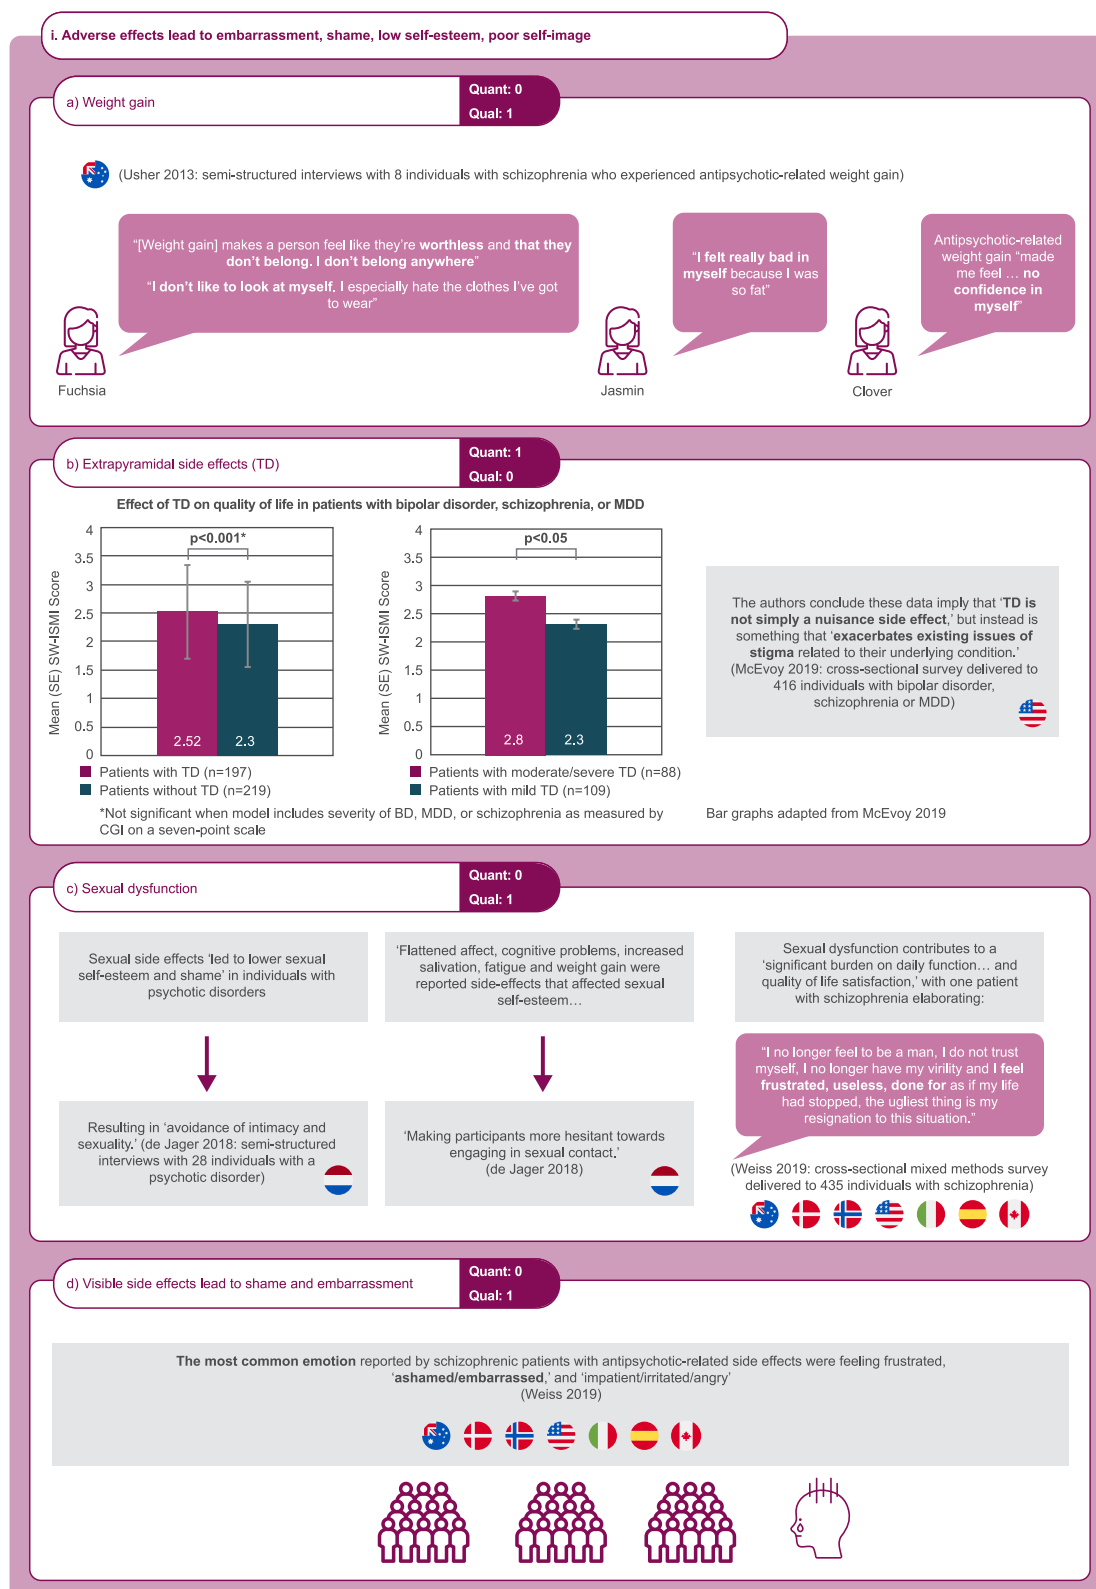 i. Adverse effects lead to embarrassment, shame, low self-esteem, poor self-image
a) Weight gain
Quant: 0
Qual: 1
(Usher 2013: semi-structured interviews with 8 individuals with schizophrenia who experienced antipsychotic-related weight gain)
“[Weight gain] makes a person feel like they’re worthless and that they
don’t belong. I don’t belong anywhere”
“I don’t like to look at myself. I especially hate the clothes I’ve got
to wear”
Fuchsia
“I felt really bad in
myself because I was
so fat”
Jasmin
Antipsychotic-related
weight gain “made
me feel … no
confidence in
myself”
Clover
b) Extrapyramidal side effects (TD)
Quant: 1
Qual: 0
Effect of TD on quality of life in patients with bipolar disorder, schizophrenia, or MDD
Mean (SE) SW-ISMI Score
4
3.5
3
2.5
2
1.5
1
0.5
0
p<0.001*
2.52
2.3
Patients with TD (n=197)
Patients without TD (n=219)
Mean (SE) SW-ISMI Score
4
3.5
3
2.5
2
1.5
1
0.5
0
p<0.05
2.8
2.3
Patients with moderate/severe TD (n=88)
Patients with mild TD (n=109)
*Not significant when model includes severity of BD, MDD, or schizophrenia as measured by
CGI on a seven-point scale
The authors conclude these data imply that ‘TD is
not simply a nuisance side effect,’ but instead is
something that ‘exacerbates existing issues of
stigma related to their underlying condition.’
(McEvoy 2019: cross-sectional survey delivered to
416 individuals with bipolar disorder,
schizophrenia or MDD)
Bar graphs adapted from McEvoy 2019
c) Sexual dysfunction
Quant: 0
Qual: 1
Sexual side effects ‘led to lower sexual
self-esteem and shame’ in individuals with
psychotic disorders
Resulting in ‘avoidance of intimacy and
sexuality.’ (de Jager 2018: semi-structured
interviews with 28 individuals with a
psychotic disorder)
‘Flattened affect, cognitive problems, increased
salivation, fatigue and weight gain were
reported side-effects that affected sexual
self-esteem…
‘Making participants more hesitant towards
engaging in sexual contact.’
(de Jager 2018)
Sexual dysfunction contributes to a
‘significant burden on daily function… and
quality of life satisfaction,’ with one patient
with schizophrenia elaborating:
“I no longer feel to be a man, I do not trust
myself, I no longer have my virility and I feel
frustrated, useless, done for as if my life
had stopped, the ugliest thing is my
resignation to this situation.”
(Weiss 2019: cross-sectional mixed methods survey
delivered to 435 individuals with schizophrenia)
d) Visible side effects lead to shame and embarrassment
Quant: 0
Qual: 1
The most common emotion reported by schizophrenic patients with antipsychotic-related side effects were feeling frustrated,
‘ashamed/embarrassed,’ and ‘impatient/irritated/angry’
(Weiss 2019)